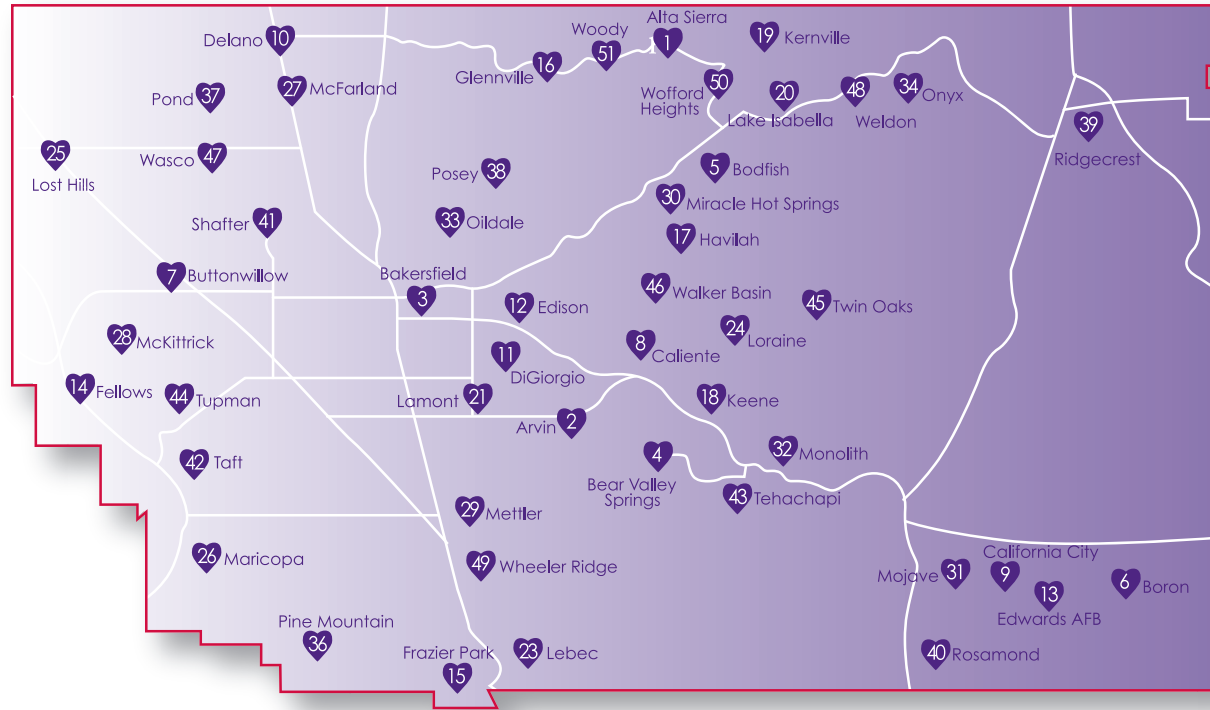 Delano 10
Woody 51
Alta Sierra 1
19 Kernville
Glennville 16
Pond 37
27 McFarland
Wofford
Heights 50
20
Lake Isabella
48
Weldon
34 Onyx
39
Ridgecrest
25
Lost Hills
Wasco 47
Posey 38
5 Bodfish
30 Miracle Hot Springs
Shafter 41
33 Oildale
17 Havilah
7 Buttonwillow
Bakersfield
3
12 Edison
46 Walker Basin
45 Twin Oaks
28 McKittrick
11
DiGiorgio
8
Caliente
24
Loraine
14 Fellows
44 Tupman
Lamont 21
Arvin 2
18 Keene
42 Taft
4
Bear Valley
Springs
32 Monolith
43 Tehachapi
29 Mettler
26 Maricopa
49 Wheeler Ridge
Mojave 31
California City
9
13
Edwards AFB
6 Boron
Pine Mountain
36
Frazier Park
15
23 Lebec
40 Rosamond